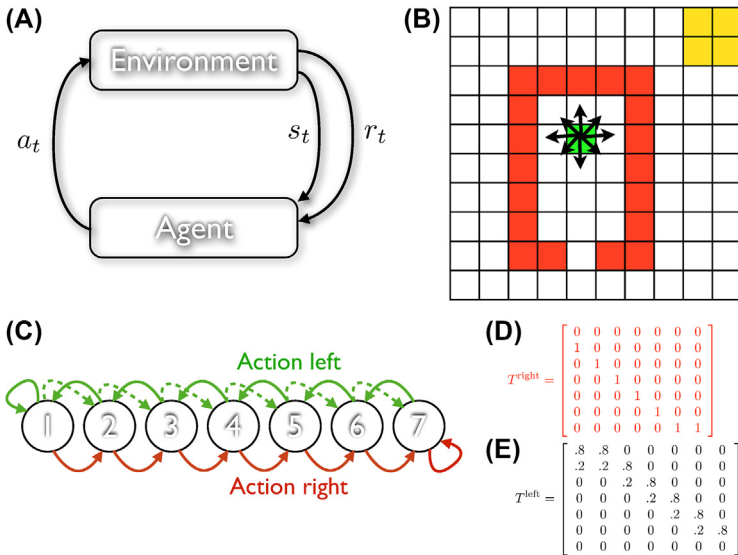 (A)
Environment
a_t
s_t
r_t
Agent
(B)
(C)
Action left
1 2 3 4 5 6 7
Action right
(D)
T^right =
0 0 0 0 0 0 0
1 0 0 0 0 0 0
0 1 0 0 0 0 0
0 0 1 0 0 0 0
0 0 0 1 0 0 0
0 0 0 0 1 0 0
0 0 0 0 0 1 1
(E)
T^left =
.8 .8 0 0 0 0 0
.2 .2 .8 0 0 0 0
0 0 .2 .8 0 0 0
0 0 0 .2 .8 0 0
0 0 0 0 .2 .8 0
0 0 0 0 0 .2 .8
0 0 0 0 0 0 0